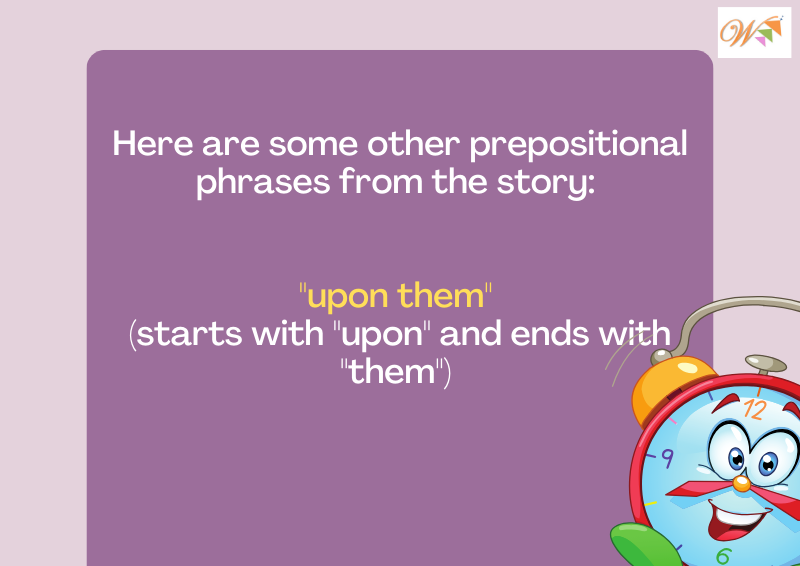 W
Here are some other prepositional
phrases from the story:
"upon them"
(starts with "upon" and ends with
"them")
12
9
6